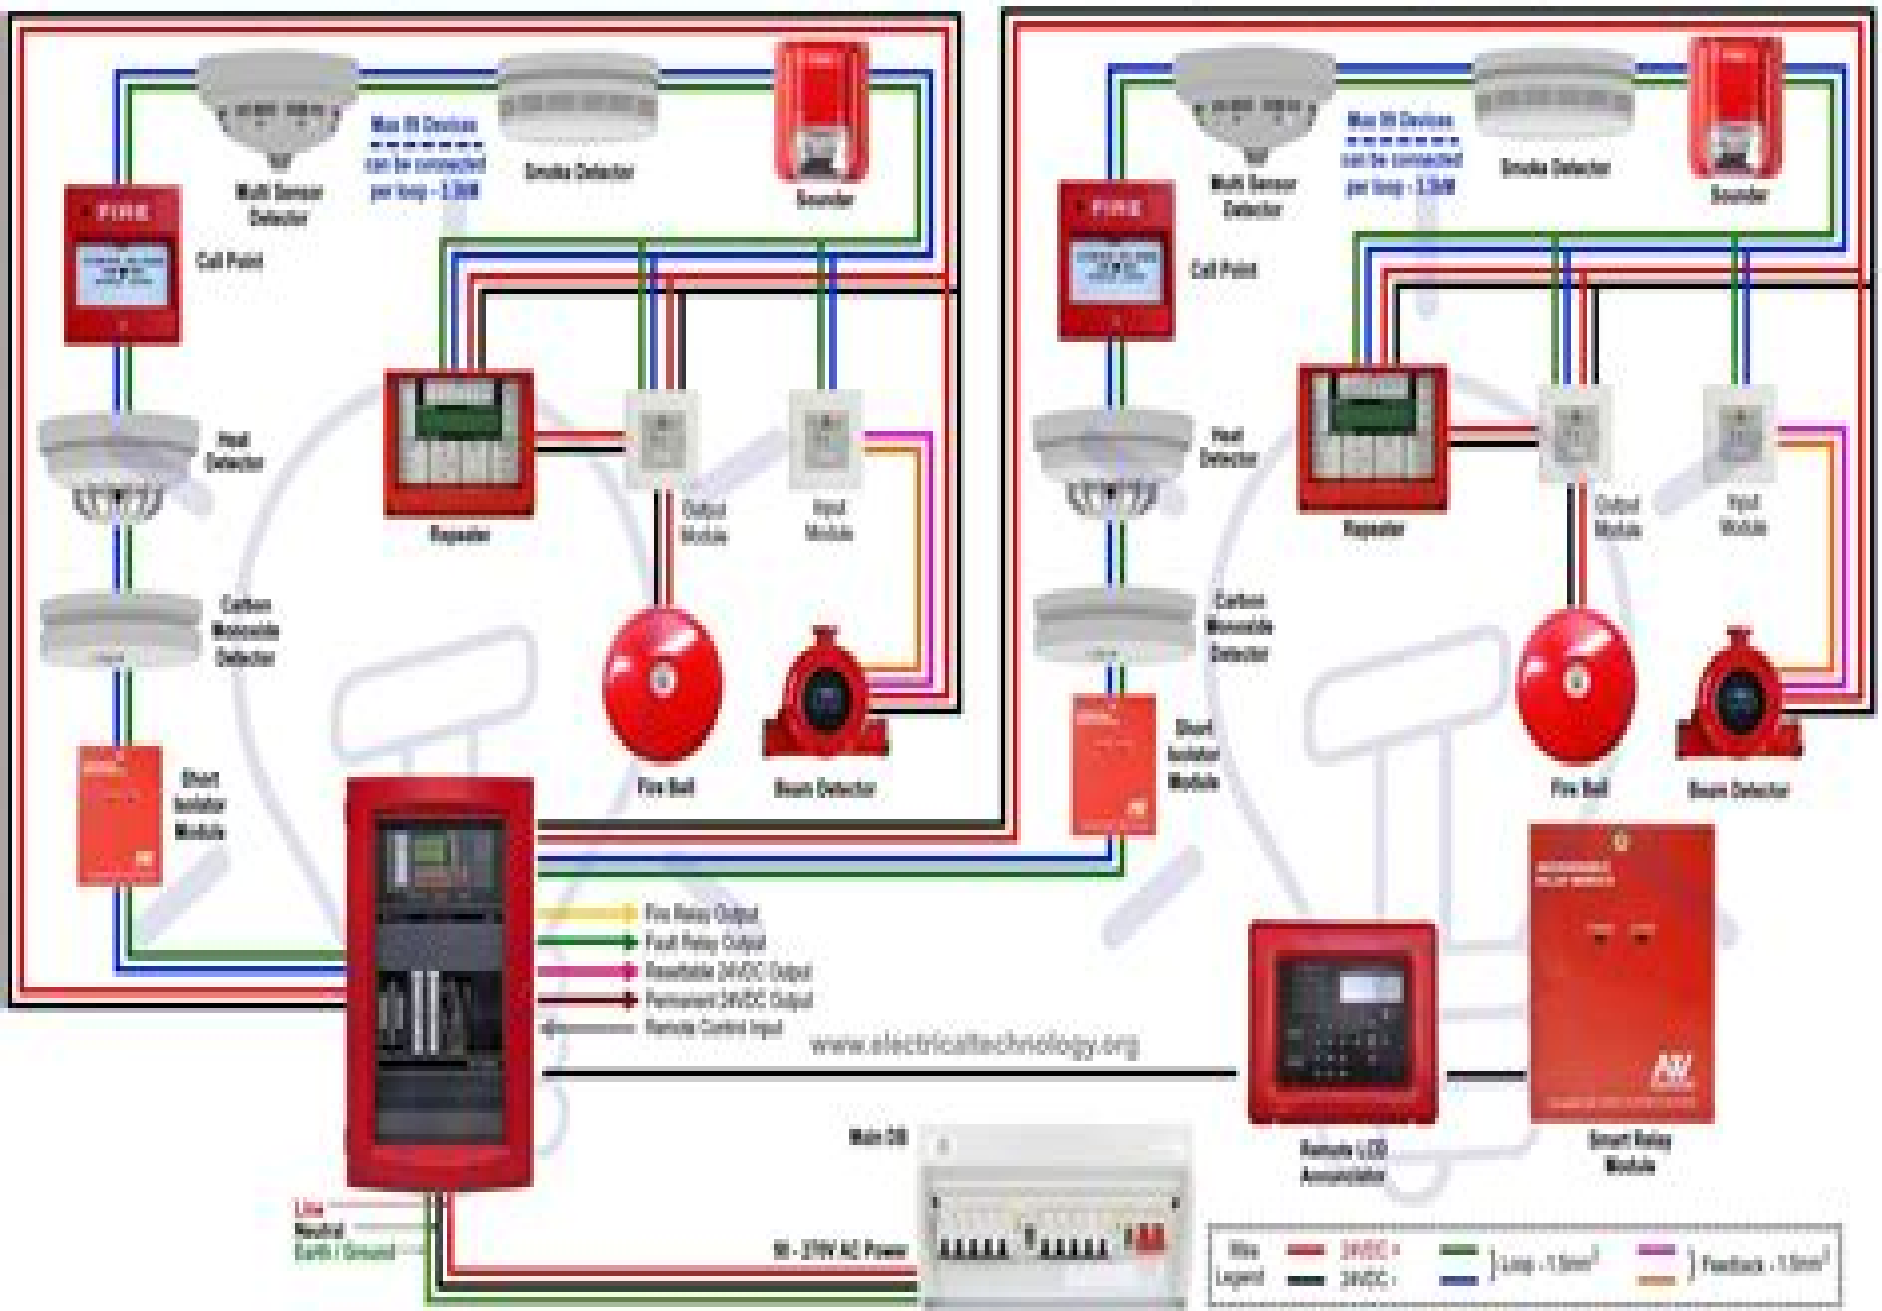 Multi Sensor
Detector
Max 99 Devices
can be connected
per loop -
Smoke Detector
Sounder
FIRE
Call Point
Heat
Detector
Repeater
Output
Module
Input
Module
Carbon
Monoxide
Detector
Short
Isolator
Module
Fire Bell
Beam Detector
Multi Sensor
Detector
Max 99 Devices
can be connected
per loop -
Smoke Detector
Sounder
FIRE
Call Point
Heat
Detector
Repeater
Output
Module
Input
Module
Carbon
Monoxide
Detector
Short
Isolator
Module
Fire Bell
Beam Detector
Fire Relay Output
Fault Relay Output
Resettable 24VDC Output
Permanent 24VDC Output
Remote Control Input
www.electricaltechnology.org
Remote LCD
Annunciator
Smart Relay
Module
Main DB
Line
Neutral
Earth / Ground
270V AC Power
Wire
Legend
24VDC +
24VDC -
Loop - 1.5mm²
Feedback - 1.5mm²